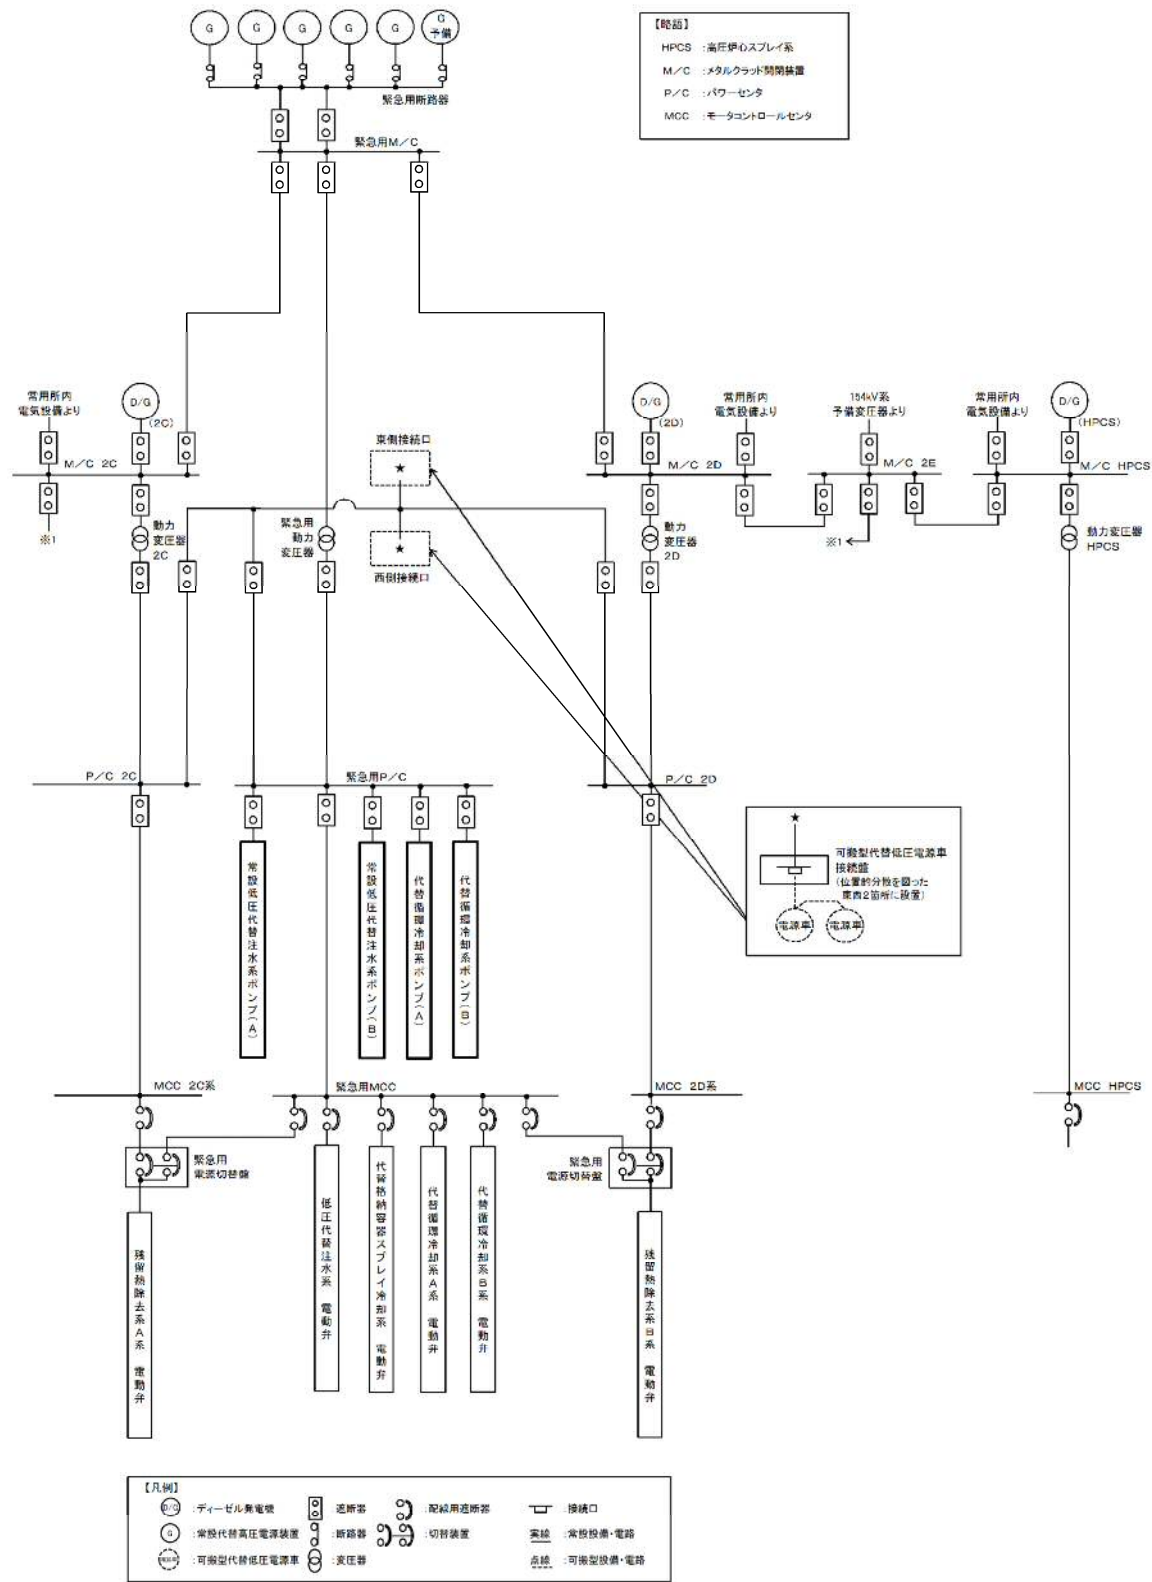 G
G
G
G
G
G
予備
緊急用断路器
【略語】
HPCS :高圧炉心スプレイ系
M/C :メタルクラッド開閉装置
P/C :パワーセンタ
MCC :モータコントロールセンタ
緊急用M/C
常用所内
電気設備より
D/G
(2C)
M/C 2C
※1
動力
変圧器
2C
東側接続口
★
★
西側接続口
緊急用
動力
変圧器
D/G
(2D)
M/C 2D
動力
変圧器
2D
常用所内
電気設備より
154kV系
予備変圧器より
M/C 2E
※1
常用所内
電気設備より
D/G
(HPCS)
M/C HPCS
動力変圧器
HPCS
P/C 2C
緊急用P/C
P/C 2D
常設低圧代替注水系ポンプ(A)
常設低圧代替注水系ポンプ(B)
代替循環冷却系ポンプ(A)
代替循環冷却系ポンプ(B)
★
可搬型代替低圧電源車
接続盤
(位置的分散を図った
東西2箇所に設置)
電源車
電源車
MCC 2C系
緊急用MCC
MCC 2D系
MCC HPCS
緊急用
電源切替盤
緊急用
電源切替盤
残留熱除去系A系 電動弁
低圧代替注水系 電動弁
代替格納容器スプレイ冷却系 電動弁
代替循環冷却系A系 電動弁
代替循環冷却系B系 電動弁
残留熱除去系B系 電動弁
【凡例】
D/G :ディーゼル発電機
:遮断器
:配線用遮断器
:接続口
G :常設代替高圧電源装置
:断路器
:切替装置
実線 :常設設備・電路
電源車 :可搬型代替低圧電源車
:変圧器
点線 :可搬型設備・電路